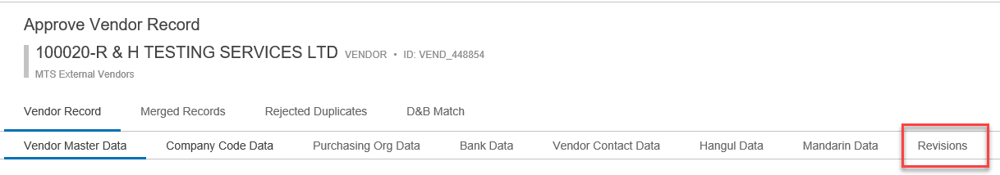 Approve Vendor Record
100020-R & H TESTING SERVICES LTD VENDOR • ID: VEND_448854
MTS External Vendors
Vendor Record Merged Records Rejected Duplicates D&B Match
Vendor Master Data Company Code Data Purchasing Org Data Bank Data Vendor Contact Data Hangul Data Mandarin Data Revisions